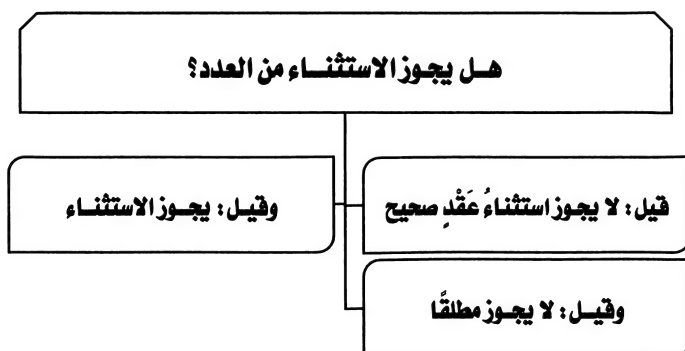 هل يجوز الاستثناء من العدد؟
قيل: لا يجوز استثناءُ عَقْدٍ صحيح
وقيل: يجوز الاستثناء
وقيل: لا يجوز مطلقًا